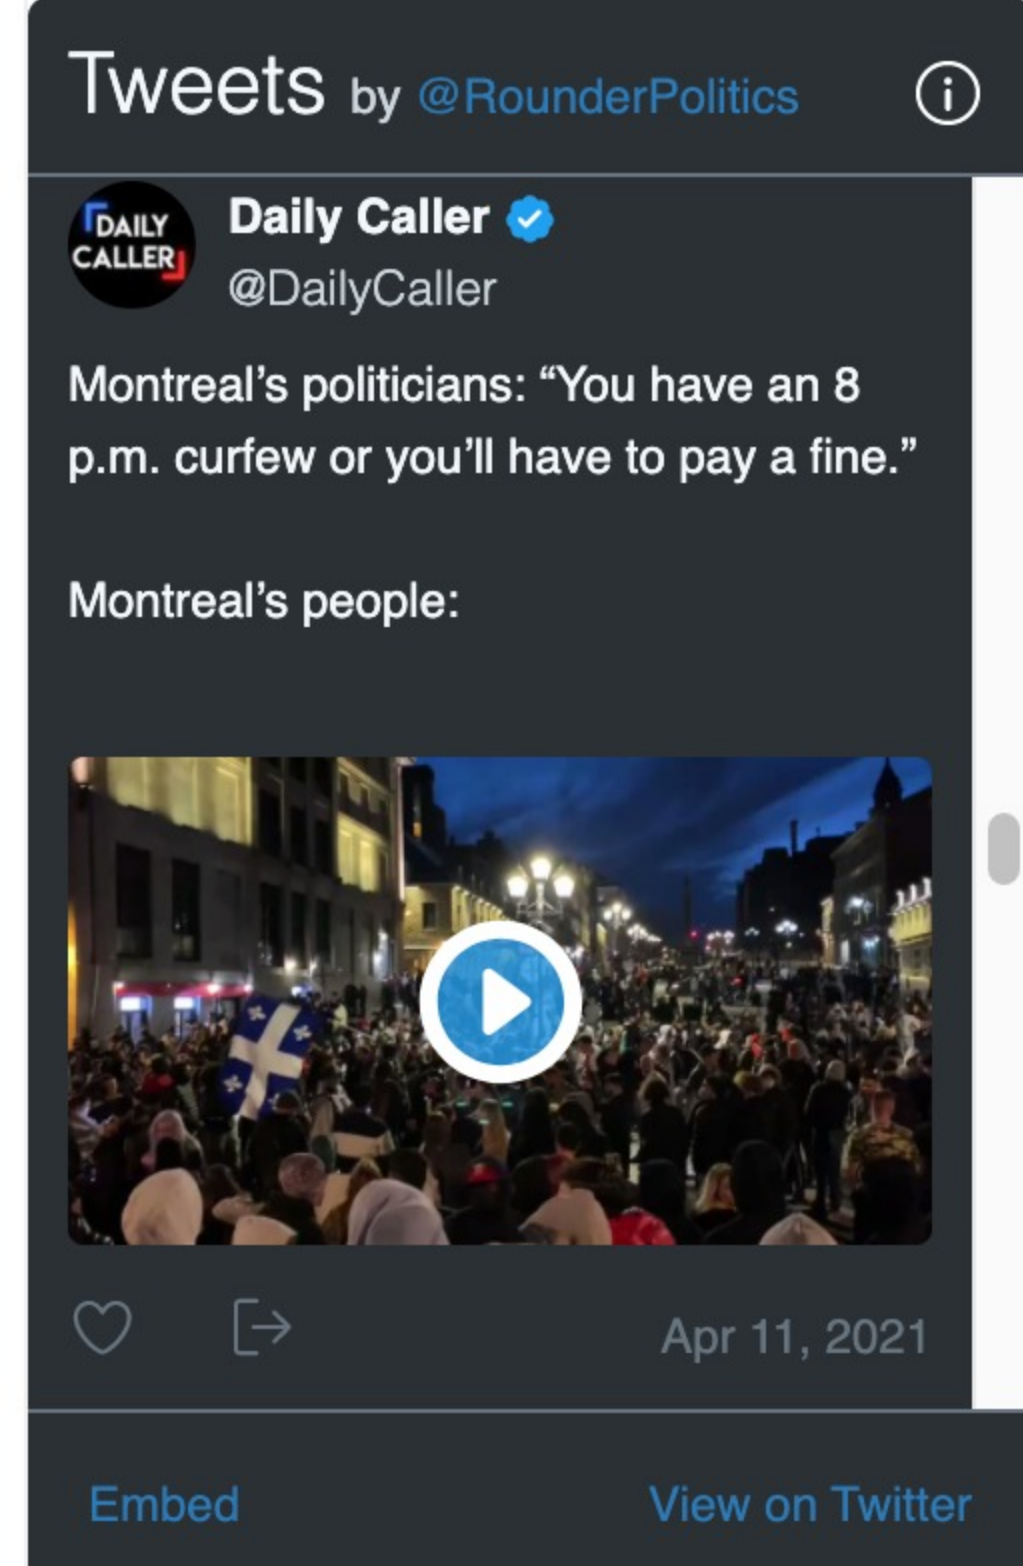 Tweets by @RounderPolitics
DAILY
CALLER
Daily Caller
@DailyCaller
Montreal’s politicians: “You have an 8
p.m. curfew or you’ll have to pay a fine.”
Montreal’s people:
Apr 11, 2021
Embed View on Twitter